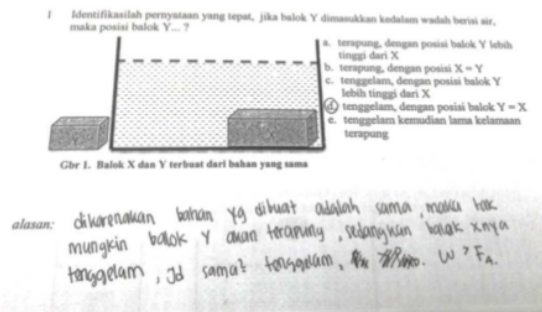 1 Identifikasilah pernyataan yang tepat, jika balok Y dimasukkan kedalam wadah berisi air,
maka posisi balok Y... ?
a. terapung, dengan posisi balok Y lebih
tinggi dari X
b. terapung, dengan posisi X = Y
c. tenggelam, dengan posisi balok Y
lebih tinggi dari X
d. tenggelam, dengan posisi balok Y = X
e. tenggelam kemudian lama kelamaan
terapung
Gbr 1. Balok X dan Y terbuat dari bahan yang sama
alasan: dikarenakan bahan yg dibuat adalah sama, maka tak
mungkin balok Y akan terapung, sedangkan balok xnya
tenggelam, Jd sama² tenggelam, W > FA.